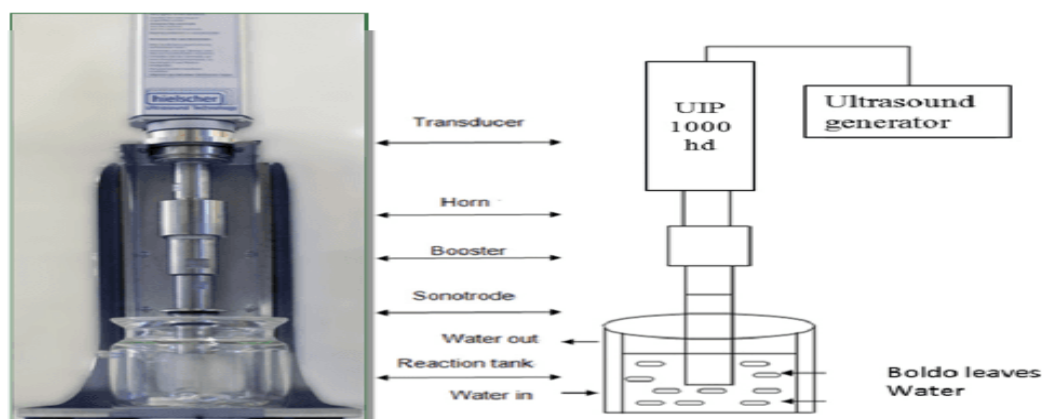 hielscher
Transducer
Horn
Booster
Sonotrode
Water out
Reaction tank
Water in
UIP
1000
hd
Ultrasound
generator
Boldo leaves
Water